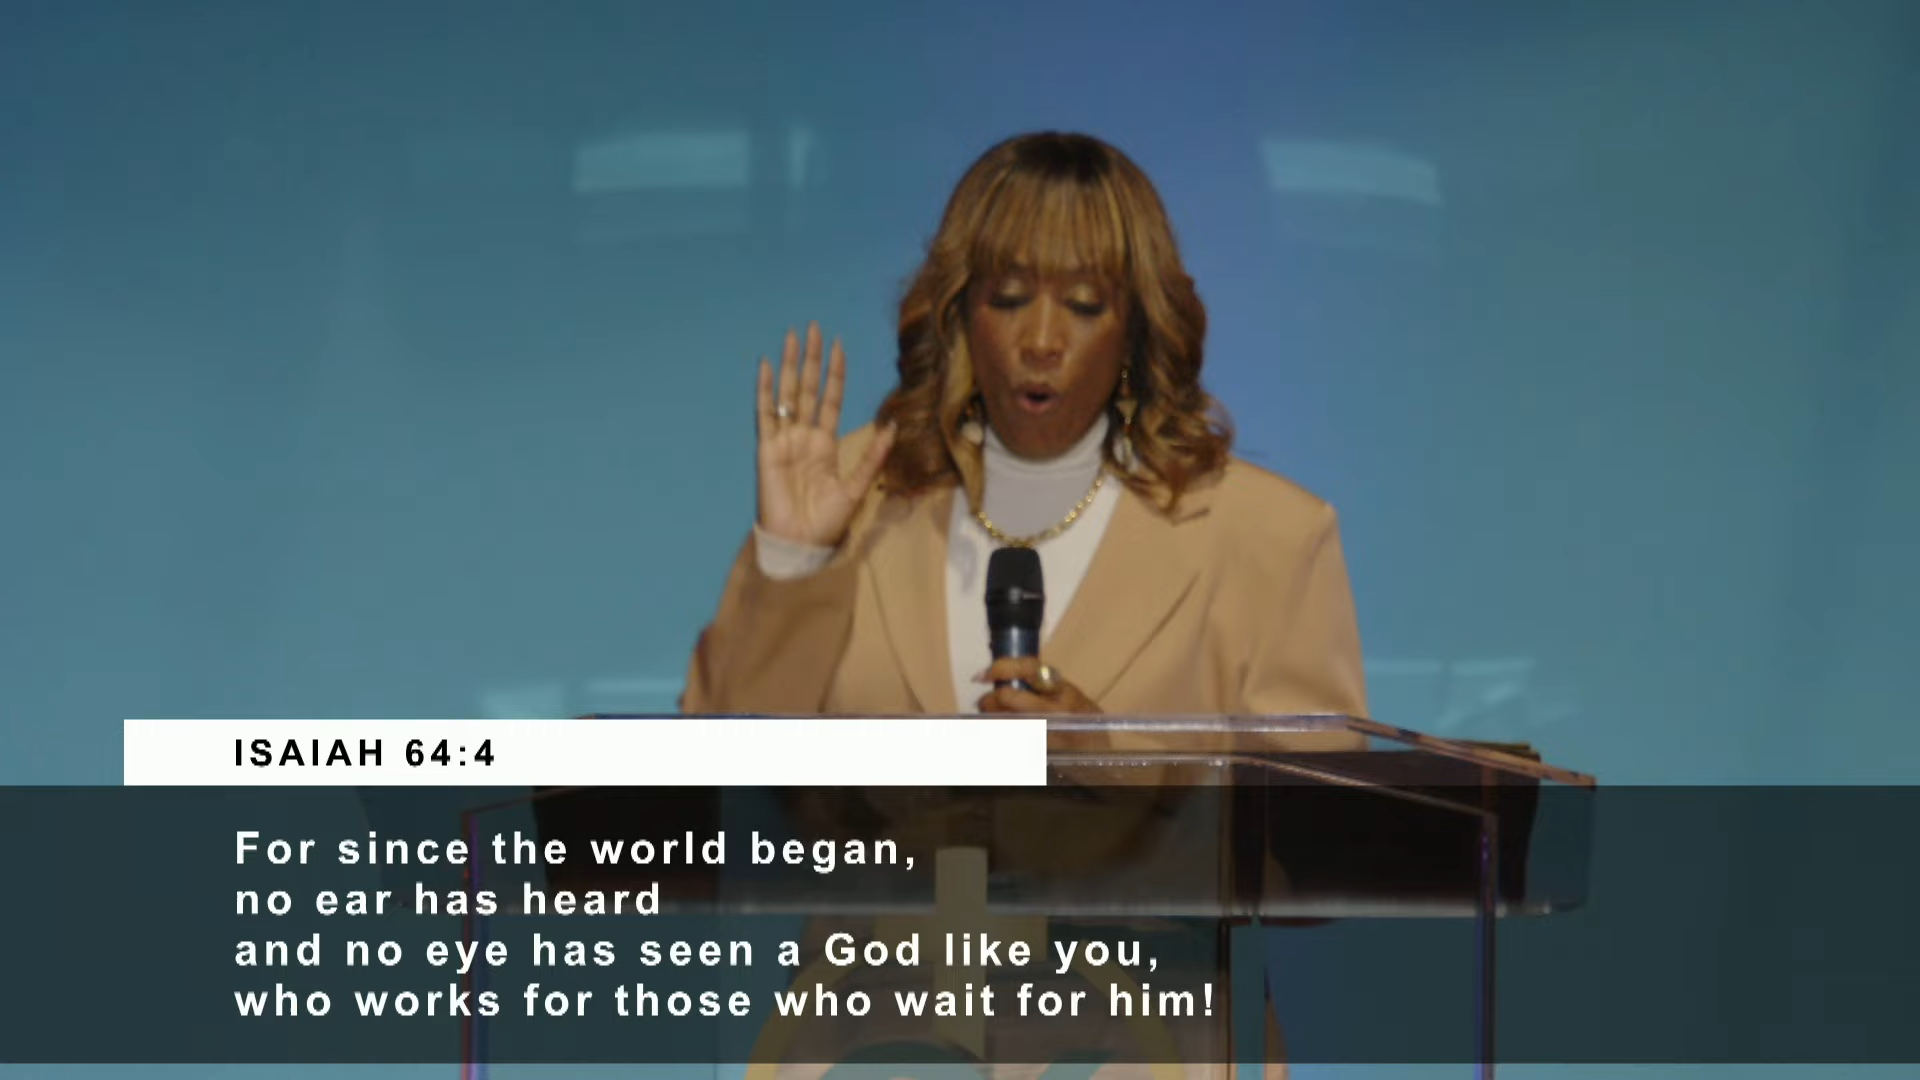 ISAIAH 64:4
For since the world began,
no ear has heard
and no eye has seen a God like you,
who works for those who wait for him!